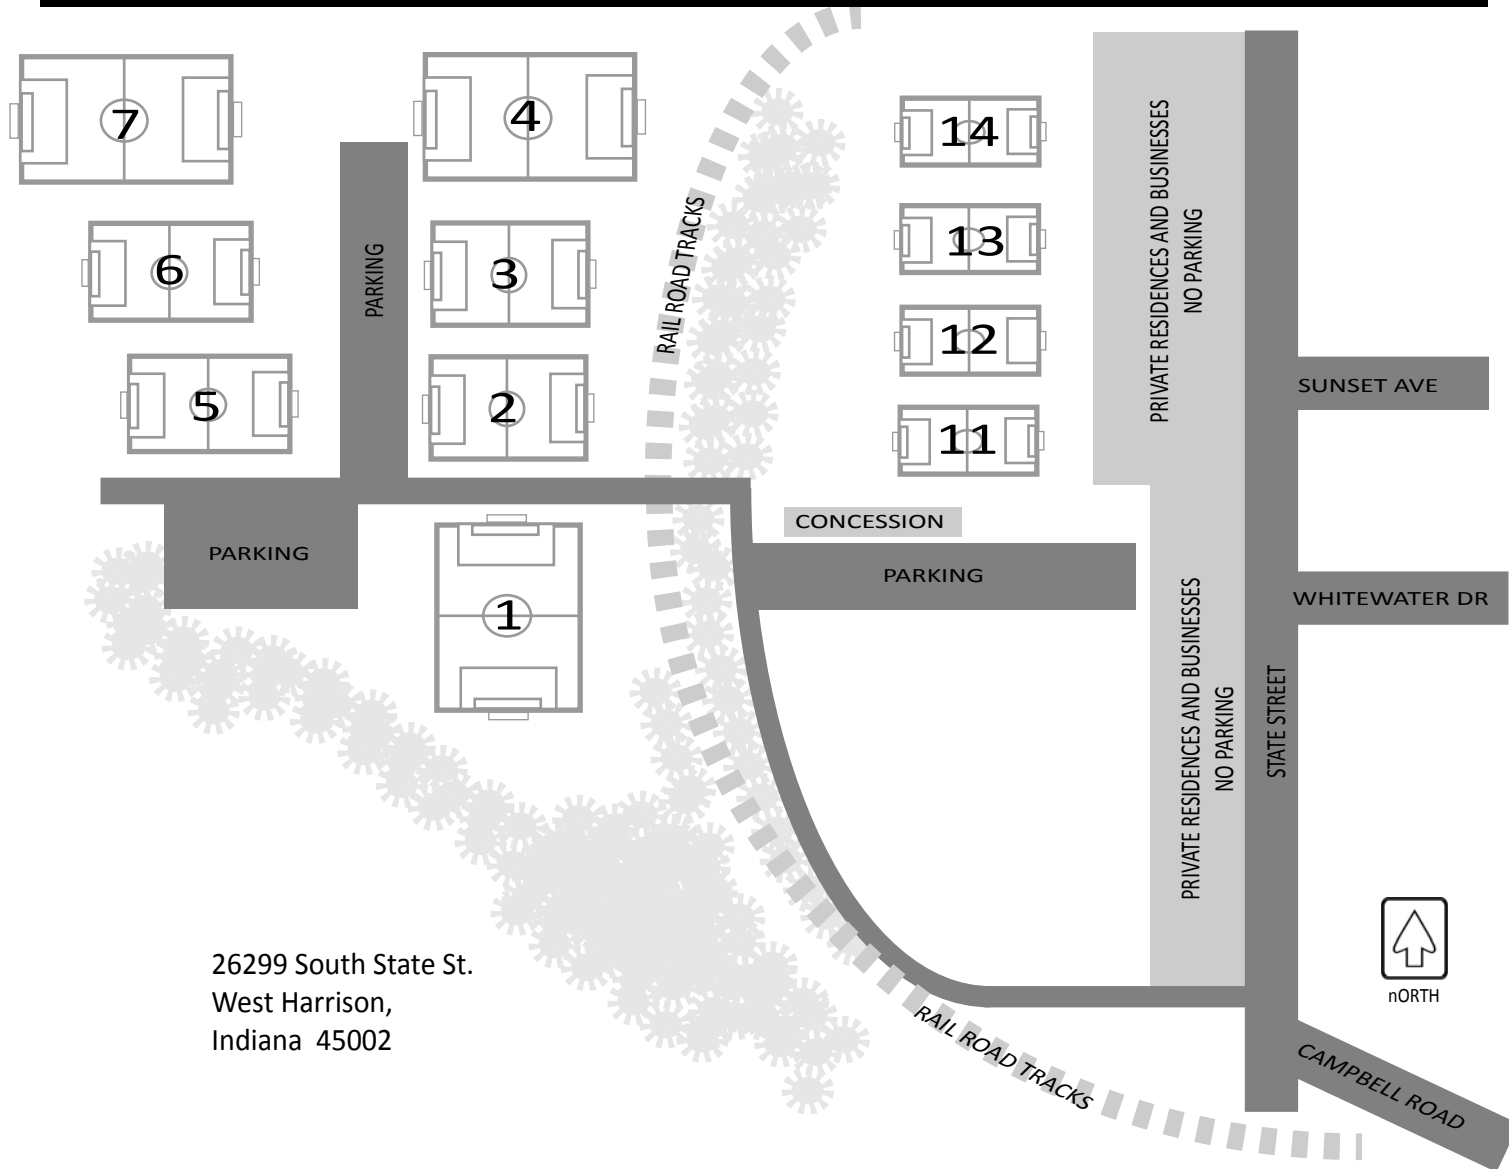 7
4
14
13
12
11
6
3
5
2
1
PARKING
PARKING
PARKING
CONCESSION
RAIL ROAD TRACKS
RAIL ROAD TRACKS
PRIVATE RESIDENCES AND BUSINESSES
NO PARKING
PRIVATE RESIDENCES AND BUSINESSES
NO PARKING
STATE STREET
SUNSET AVE
WHITEWATER DR
CAMPBELL ROAD
nORTH
26299 South State St.
West Harrison,
Indiana 45002